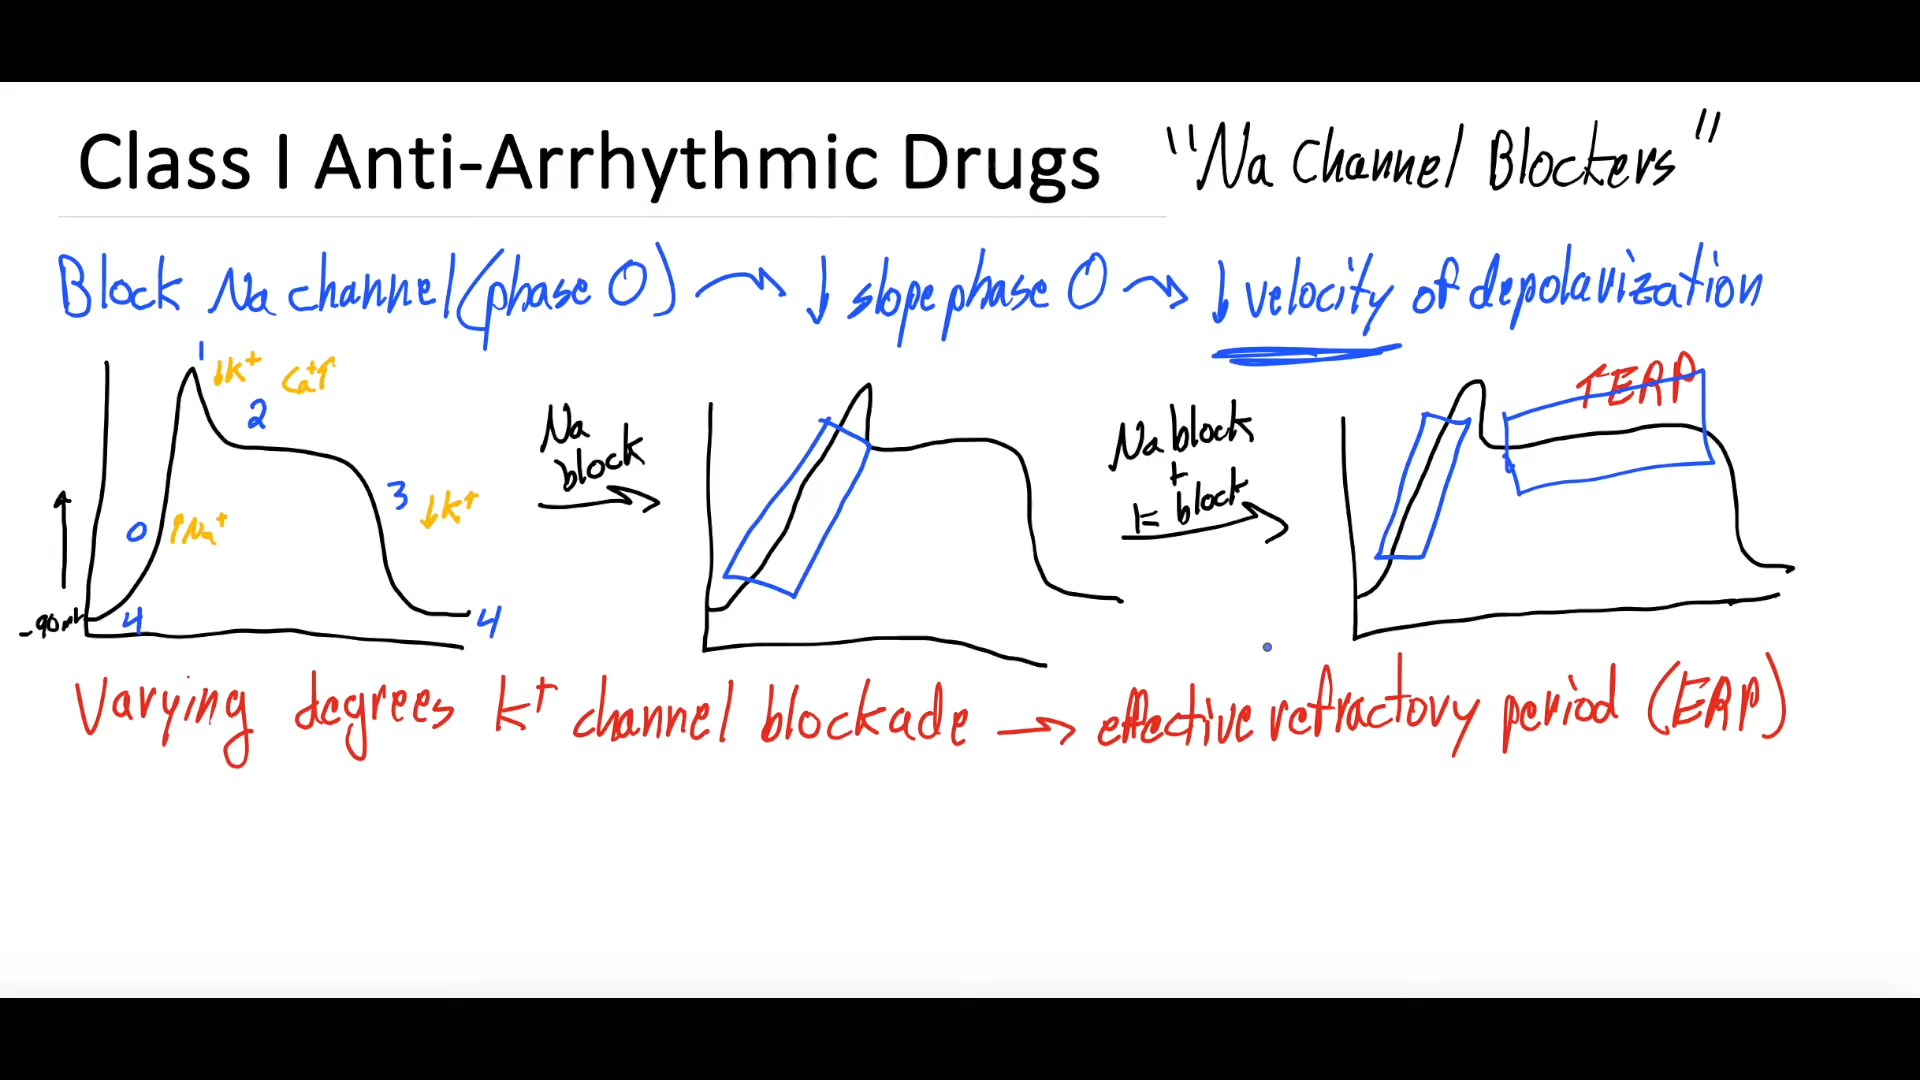 Class I Anti-Arrhythmic Drugs "Na Channel Blockers"
Block Na channel (phase 0) → ↓ slope phase 0 → ↓ velocity of depolarization
1 ↓K+ Ca+↑
2
0 ↑Na+
3 ↓K+
-90mV
4
4
Na
block
Na block
+
K block
↑ERP
Varying degrees K+ channel blockade → effective refractory period (ERP)